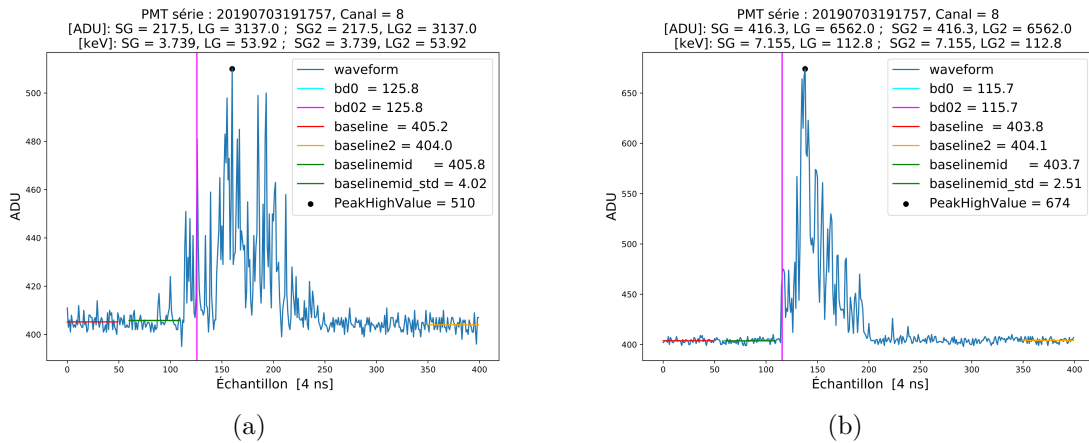 PMT série : 20190703191757, Canal = 8
[ADU]: SG = 217.5, LG = 3137.0 ; SG2 = 217.5, LG2 = 3137.0
[keV]: SG = 3.739, LG = 53.92 ; SG2 = 3.739, LG2 = 53.92
waveform
bd0 = 125.8
bd02 = 125.8
baseline = 405.2
baseline2 = 404.0
baselinemid = 405.8
baselinemid_std = 4.02
PeakHighValue = 510
500
480
460
440
420
400
ADU
0 50 100 150 200 250 300 350 400
Échantillon [4 ns]
(a)
PMT série : 20190703191757, Canal = 8
[ADU]: SG = 416.3, LG = 6562.0 ; SG2 = 416.3, LG2 = 6562.0
[keV]: SG = 7.155, LG = 112.8 ; SG2 = 7.155, LG2 = 112.8
waveform
bd0 = 115.7
bd02 = 115.7
baseline = 403.8
baseline2 = 404.1
baselinemid = 403.7
baselinemid_std = 2.51
PeakHighValue = 674
650
600
550
500
450
400
ADU
0 50 100 150 200 250 300 350 400
Échantillon [4 ns]
(b)